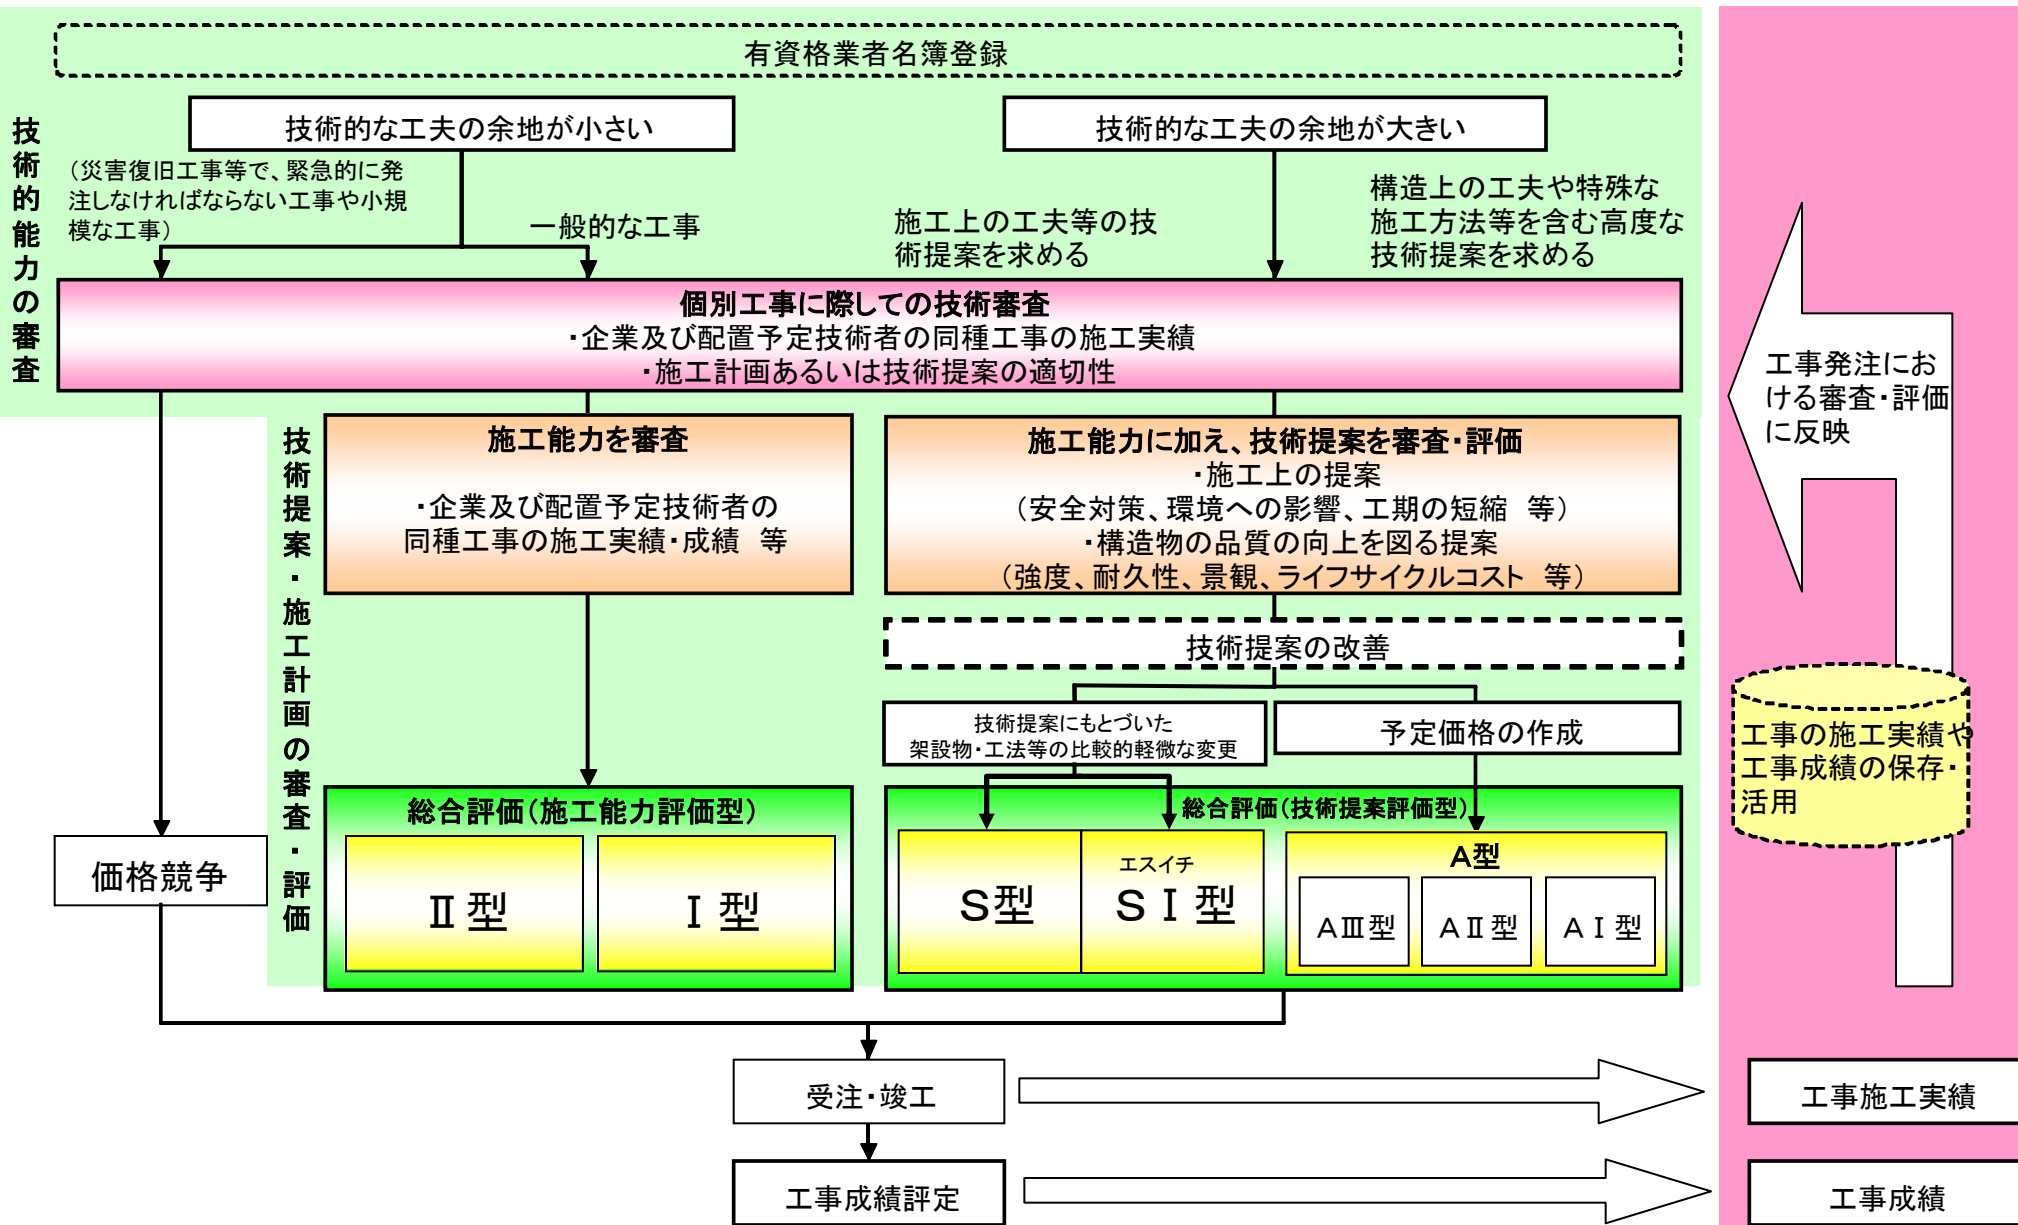 有資格業者名簿登録
技術的能力の審査
技術的な工夫の余地が小さい
技術的な工夫の余地が大きい
（災害復旧工事等で、緊急的に発
注しなければならない工事や小規
模な工事）
一般的な工事
施工上の工夫等の技
術提案を求める
構造上の工夫や特殊な
施工方法等を含む高度な
技術提案を求める
個別工事に際しての技術審査
・企業及び配置予定技術者の同種工事の施工実績
・施工計画あるいは技術提案の適切性
工事発注にお
ける審査・評価
に反映
技術提案・施工計画の審査・評価
施工能力を審査
・企業及び配置予定技術者の
同種工事の施工実績・成績　等
施工能力に加え、技術提案を審査・評価
・施工上の提案
（安全対策、環境への影響、工期の短縮　等）
・構造物の品質の向上を図る提案
（強度、耐久性、景観、ライフサイクルコスト　等）
技術提案の改善
技術提案にもとづいた
架設物・工法等の比較的軽微な変更
予定価格の作成
工事の施工実績や
工事成績の保存・
活用
価格競争
総合評価（施工能力評価型）
Ⅱ型
Ⅰ型
総合評価（技術提案評価型）
S型
エスイチ
SⅠ型
A型
AⅢ型
AⅡ型
AⅠ型
受注・竣工
工事施工実績
工事成績評定
工事成績